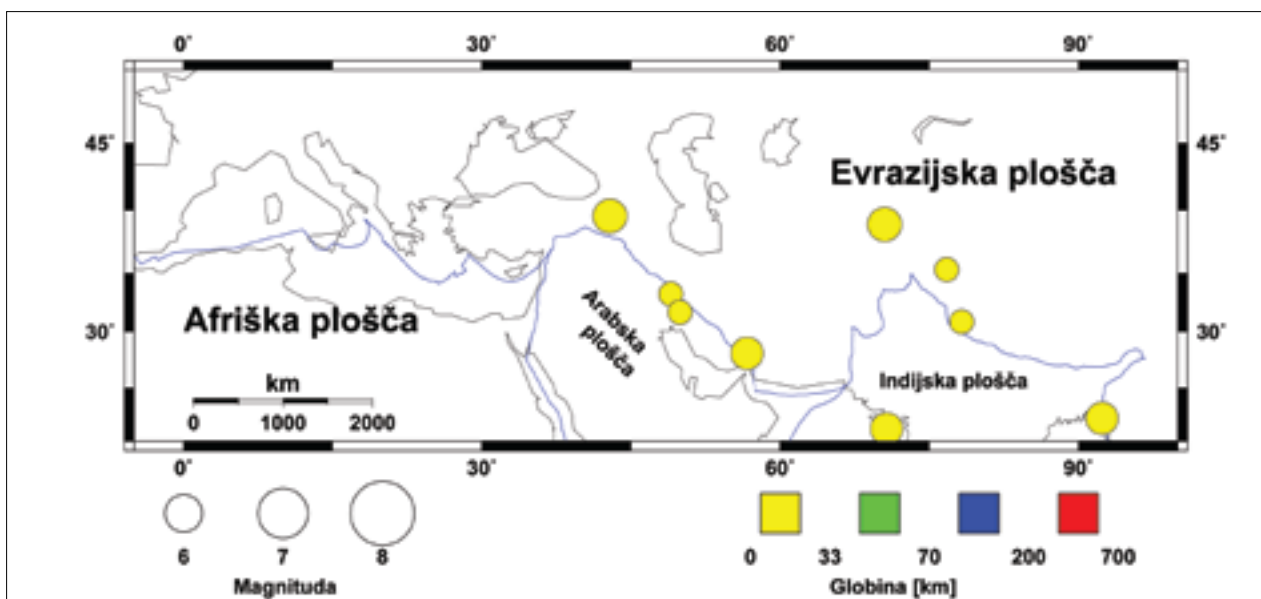 0° 30° 60° 90°
45° 45°
Evrazijska plošča
Afriška plošča
Arabska
plošča
30° 30°
Indijska plošča
km
0 1000 2000
0° 30° 60° 90°
6 7 8
0 33 70 200 700
Magnituda
Globina [km]